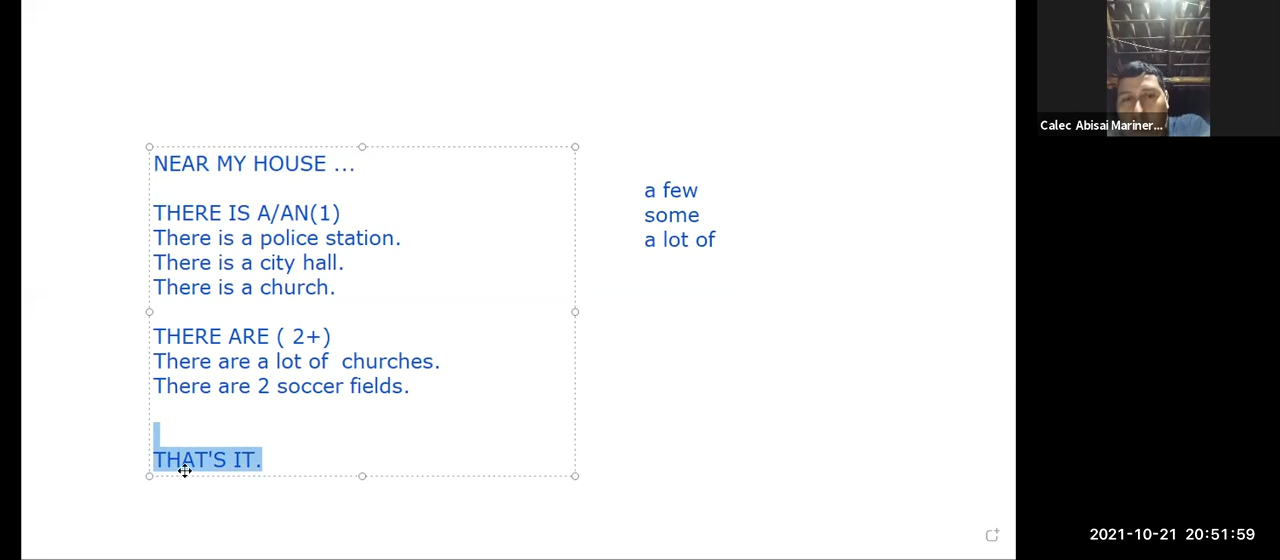 NEAR MY HOUSE ...
THERE IS A/AN(1)
There is a police station.
There is a city hall.
There is a church.
THERE ARE ( 2+)
There are a lot of  churches.
There are 2 soccer fields.
THAT'S IT.
a few
some
a lot of
Calec Abisai Mariner...
2021-10-21 20:51:59